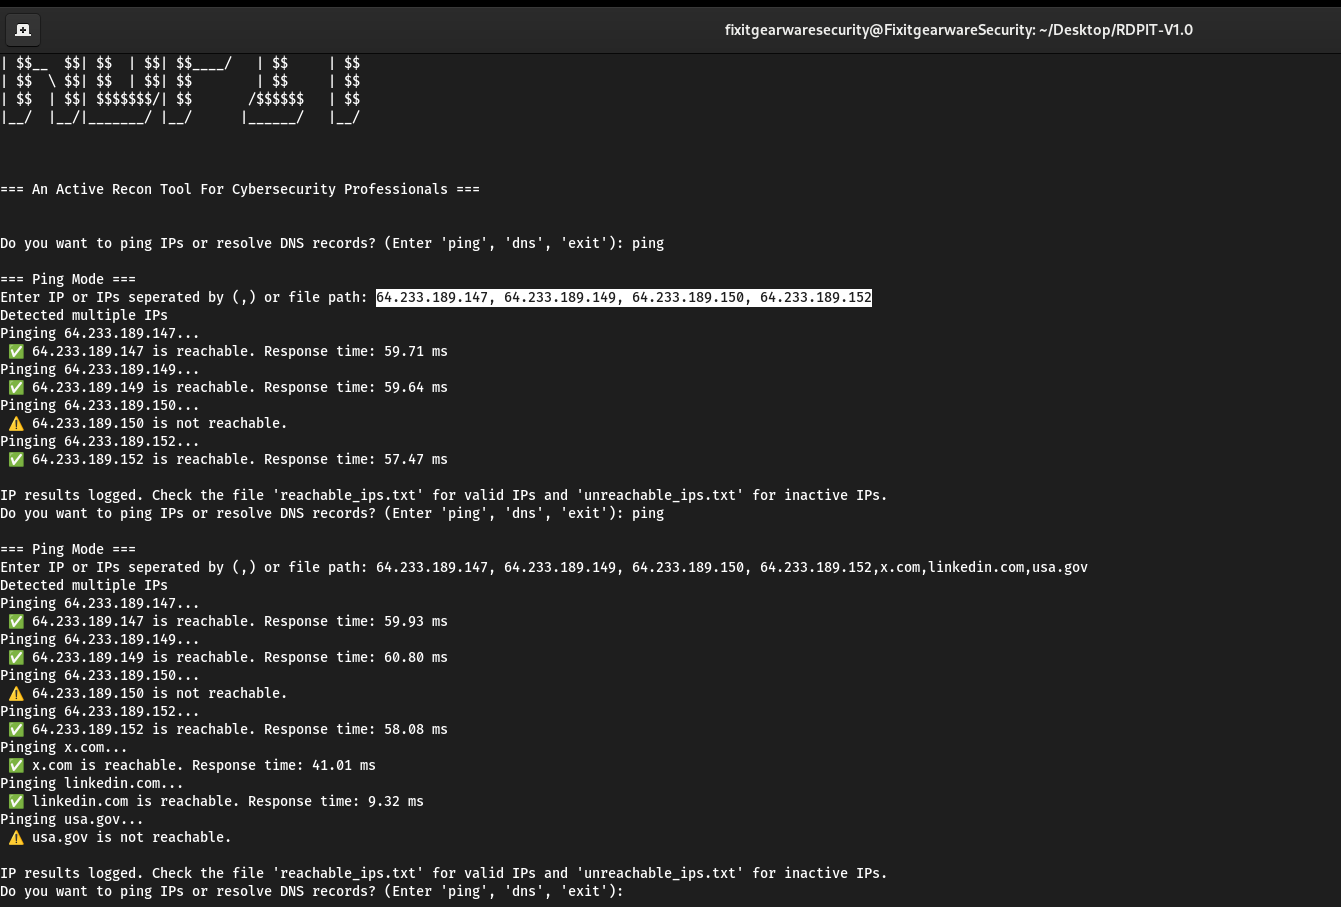 fixitgearwaresecurity@FixitgearwareSecurity: ~/Desktop/RDPIT-V1.0
| $$__  $$| $$  | $$| $$____/   | $$     | $$
| $$  \ $$| $$  | $$| $$        | $$     | $$
| $$  | $$| $$$$$$$/| $$       /$$$$$$   | $$
|__/  |__/|_______/ |__/      |______/   |__/
=== An Active Recon Tool For Cybersecurity Professionals ===
Do you want to ping IPs or resolve DNS records? (Enter 'ping', 'dns', 'exit'): ping
=== Ping Mode ===
Enter IP or IPs seperated by (,) or file path: 64.233.189.147, 64.233.189.149, 64.233.189.150, 64.233.189.152
Detected multiple IPs
Pinging 64.233.189.147...
✅ 64.233.189.147 is reachable. Response time: 59.71 ms
Pinging 64.233.189.149...
✅ 64.233.189.149 is reachable. Response time: 59.64 ms
Pinging 64.233.189.150...
⚠️ 64.233.189.150 is not reachable.
Pinging 64.233.189.152...
✅ 64.233.189.152 is reachable. Response time: 57.47 ms
IP results logged. Check the file 'reachable_ips.txt' for valid IPs and 'unreachable_ips.txt' for inactive IPs.
Do you want to ping IPs or resolve DNS records? (Enter 'ping', 'dns', 'exit'): ping
=== Ping Mode ===
Enter IP or IPs seperated by (,) or file path: 64.233.189.147, 64.233.189.149, 64.233.189.150, 64.233.189.152,x.com,linkedin.com,usa.gov
Detected multiple IPs
Pinging 64.233.189.147...
✅ 64.233.189.147 is reachable. Response time: 59.93 ms
Pinging 64.233.189.149...
✅ 64.233.189.149 is reachable. Response time: 60.80 ms
Pinging 64.233.189.150...
⚠️ 64.233.189.150 is not reachable.
Pinging 64.233.189.152...
✅ 64.233.189.152 is reachable. Response time: 58.08 ms
Pinging x.com...
✅ x.com is reachable. Response time: 41.01 ms
Pinging linkedin.com...
✅ linkedin.com is reachable. Response time: 9.32 ms
Pinging usa.gov...
⚠️ usa.gov is not reachable.
IP results logged. Check the file 'reachable_ips.txt' for valid IPs and 'unreachable_ips.txt' for inactive IPs.
Do you want to ping IPs or resolve DNS records? (Enter 'ping', 'dns', 'exit'):